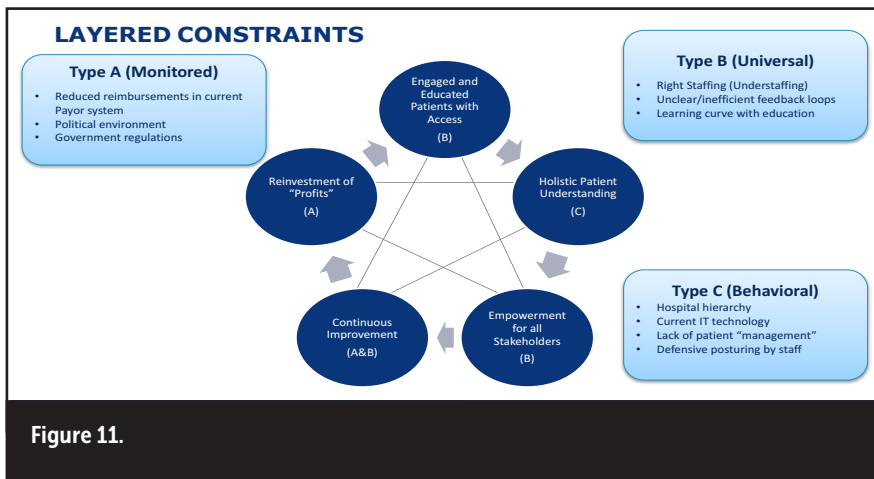 LAYERED CONSTRAINTS
Type A (Monitored)
• Reduced reimbursements in current
Payor system
• Political environment
• Government regulations
Engaged and
Educated
Patients with
Access
(B)
Type B (Universal)
• Right Staffing (Understaffing)
• Unclear/inefficient feedback loops
• Learning curve with education
Reinvestment of
“Profits”
(A)
Holistic Patient
Understanding
(C)
Continuous
Improvement
(A&B)
Empowerment
for all
Stakeholders
(B)
Type C (Behavioral)
• Hospital hierarchy
• Current IT technology
• Lack of patient “management”
• Defensive posturing by staff
Figure 11.